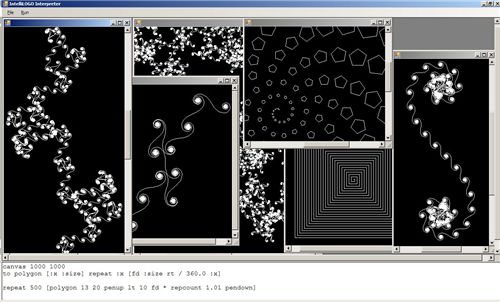 IntelliLOGO Interpreter
File Run
canvas 1000 1000
to polygon [:x :size] repeat :x [fd :size rt / 360.0 :x]
repeat 500 [polygon 13 20 penup lt 10 fd * repcount 1.01 pendown]